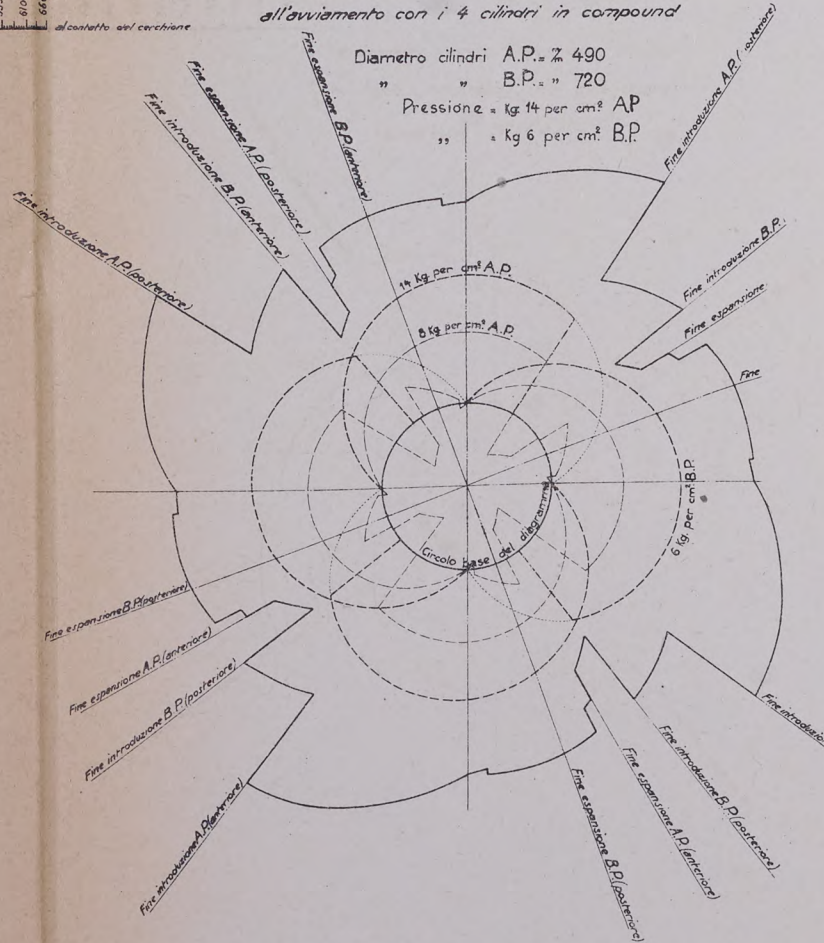 all'avviamento con i 4 cilindri in compound
610
660
al contatto del cerchione
Diametro cilindri A.P. = m/m 490
" " B.P. = " 720
Pressione = Kg. 14 per cm² A.P
,, = Kg 6 per cm² B.P.
Fine introduzione A.P. (posteriore)
Fine introduzione B.P. (anteriore)
Fine espansione A.P. (posteriore)
Fine espansione B.P. (anteriore)
Fine introduzione A.P.
Fine introduzione B.P.
Fine espansione
Fine
14 Kg per cm² A.P.
8 Kg per cm² A.P.
6 Kg. per cm² B.P.
Circolo base del diagramma
Fine espansione B.P. (posteriore)
Fine espansione A.P. (anteriore)
Fine introduzione B.P. (posteriore)
Fine introduzione A.P. (anteriore)
Fine introduzione
Fine introduzione B.P. (posteriore)
Fine espansione A.P. (anteriore)
Fine espansione B.P. (posteriore)